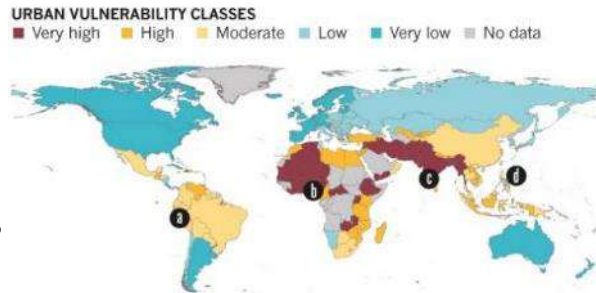 URBAN VULNERABILITY CLASSES
Very high High Moderate Low Very low No data
a
b
c
d